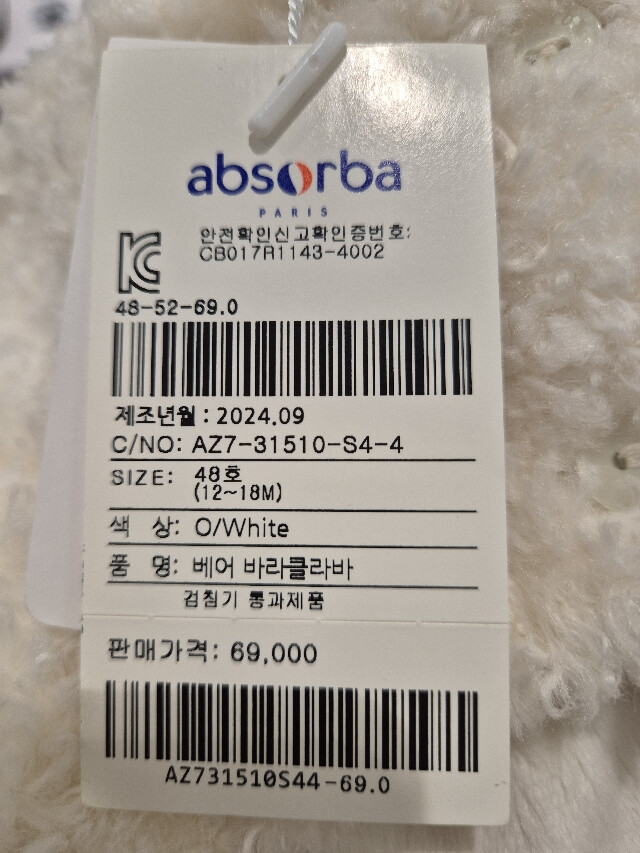 absorba
PARIS
안전확인신고확인증번호:
CB017R1143-4002
48-52-69.0
제조년월 : 2024.09
C/NO: AZ7-31510-S4-4
SIZE: 48호
(12~18M)
색 상: O/White
품 명: 베어 바라클라바
검침기 통과제품
판매가격: 69,000
AZ731510S44-69.0